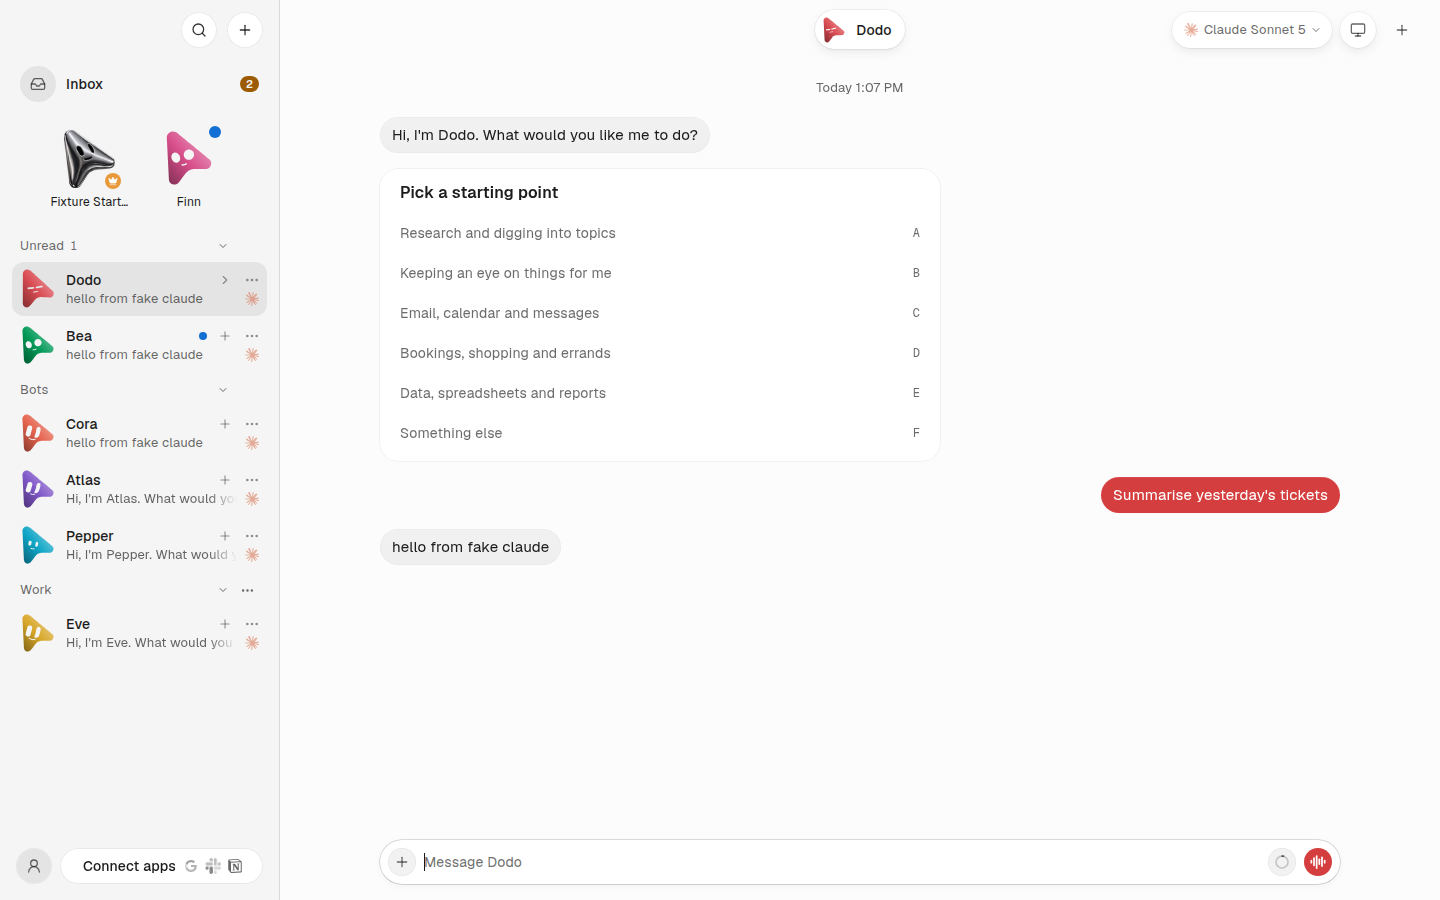 Inbox
2
Fixture Start...
Finn
Unread 1
Dodo
hello from fake claude
Bea
hello from fake claude
Bots
Cora
hello from fake claude
Atlas
Hi, I'm Atlas. What would yo
Pepper
Hi, I'm Pepper. What would
Work
Eve
Hi, I'm Eve. What would you
Connect apps
Dodo
Claude Sonnet 5
Today 1:07 PM
Hi, I'm Dodo. What would you like me to do?
Pick a starting point
Research and digging into topics A
Keeping an eye on things for me B
Email, calendar and messages C
Bookings, shopping and errands D
Data, spreadsheets and reports E
Something else F
Summarise yesterday's tickets
hello from fake claude
Message Dodo